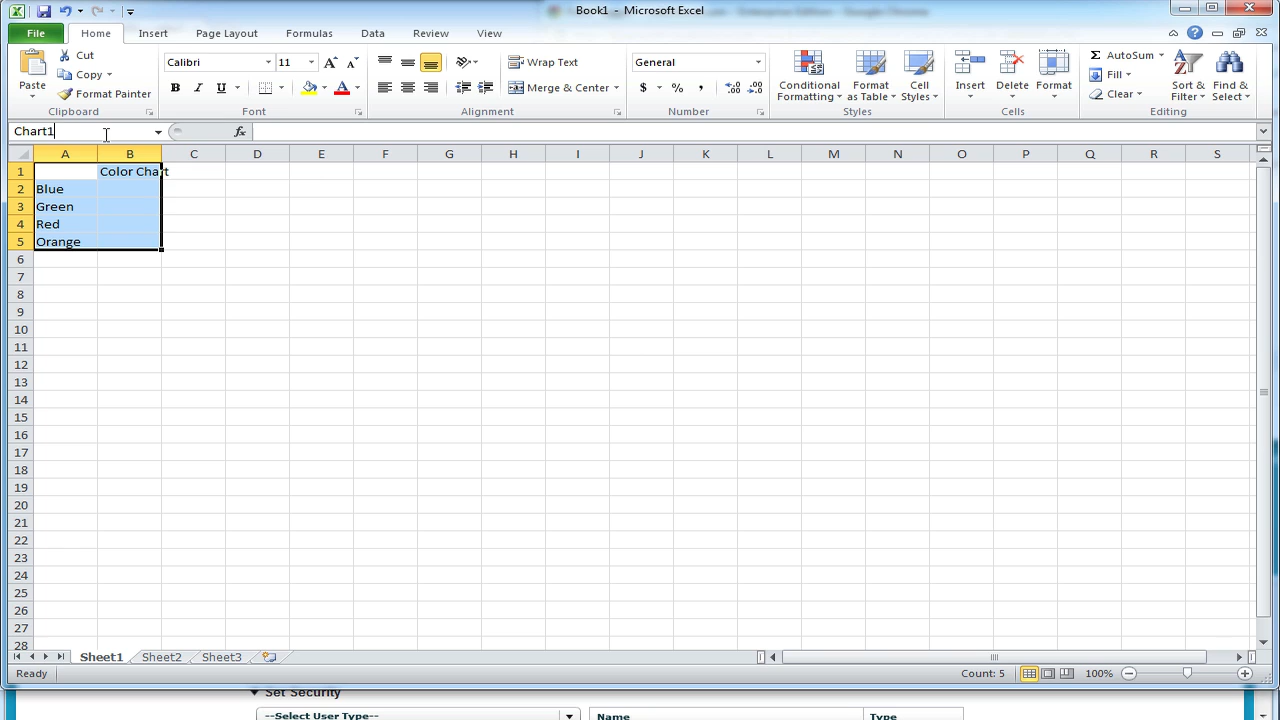 Book1 - Microsoft Excel
File Home Insert Page Layout Formulas Data Review View
Paste
Cut
Copy
Format Painter
Clipboard
Calibri 11
B I U
Font
Wrap Text
Merge & Center
Alignment
General
$ % ,
Number
Conditional Formatting
Format as Table
Cell Styles
Styles
Insert Delete Format
Cells
AutoSum
Fill
Clear
Sort & Filter
Find & Select
Editing
Chart1 fx
A B C D E F G H I J K L M N O P Q R S
1 Color Chart
2 Blue
3 Green
4 Red
5 Orange
6
7
8
9
10
11
12
13
14
15
16
17
18
19
20
21
22
23
24
25
26
27
28
Sheet1 Sheet2 Sheet3
Ready Count: 5 100%
Set Security
--Select User Type-- Name Type